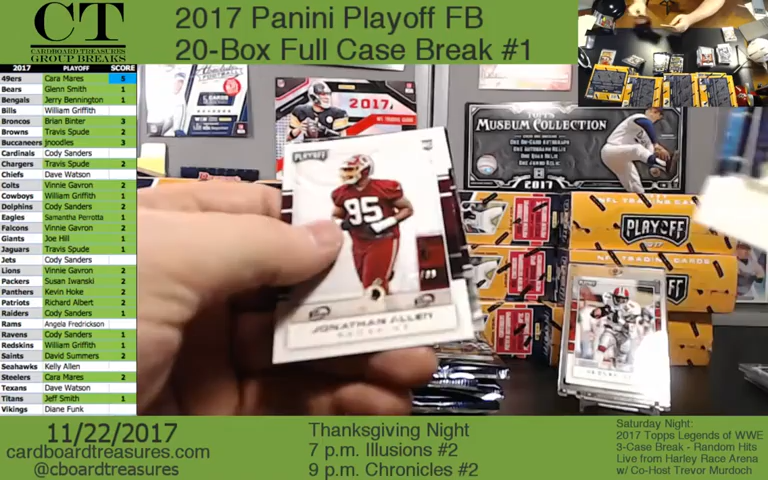 CT
CARDBOARD TREASURES
GROUP BREAKS
2017 Panini Playoff FB
20-Box Full Case Break #1
2017 PLAYOFF SCORE
49ers Cara Mares 5
Bears Glenn Smith 1
Bengals Jerry Bennington 1
Bills William Griffith
Broncos Brian Binter 3
Browns Travis Spude 2
Buccaneers Jnoodles 3
Cardinals Cody Sanders
Chargers Travis Spude 2
Chiefs Dave Watson
Colts Vinnie Gavron 2
Cowboys William Griffith 1
Dolphins Cody Sanders 2
Eagles Samantha Perrotta 1
Falcons Vinnie Gavron 2
Giants Joe Hill 1
Jaguars Travis Spude 1
Jets Cody Sanders
Lions Vinnie Gavron 2
Packers Susan Iwanski 2
Panthers Kevin Hoke 2
Patriots Richard Albert 2
Raiders Cody Sanders 1
Rams Angela Fredrickson
Ravens Cody Sanders 1
Redskins William Griffith 1
Saints David Summers 2
Seahawks Kelly Allen
Steelers Cara Mares 2
Texans Dave Watson
Titans Jeff Smith 1
Vikings Diane Funk
2017
TOPPS
MUSEUM COLLECTION
2017
PLAYOFF
95
JONATHAN ALLEN
NFL TRADING CARDS
PLAYOFF
NFL TRADING CARDS
PLAYOFF
11/22/2017
cardboardtreasures.com
@cboardtreasures
Thanksgiving Night
7 p.m. Illusions #2
9 p.m. Chronicles #2
Saturday Night:
2017 Topps Legends of WWE
3-Case Break - Random Hits
Live from Harley Race Arena
w/ Co-Host Trevor Murdoch